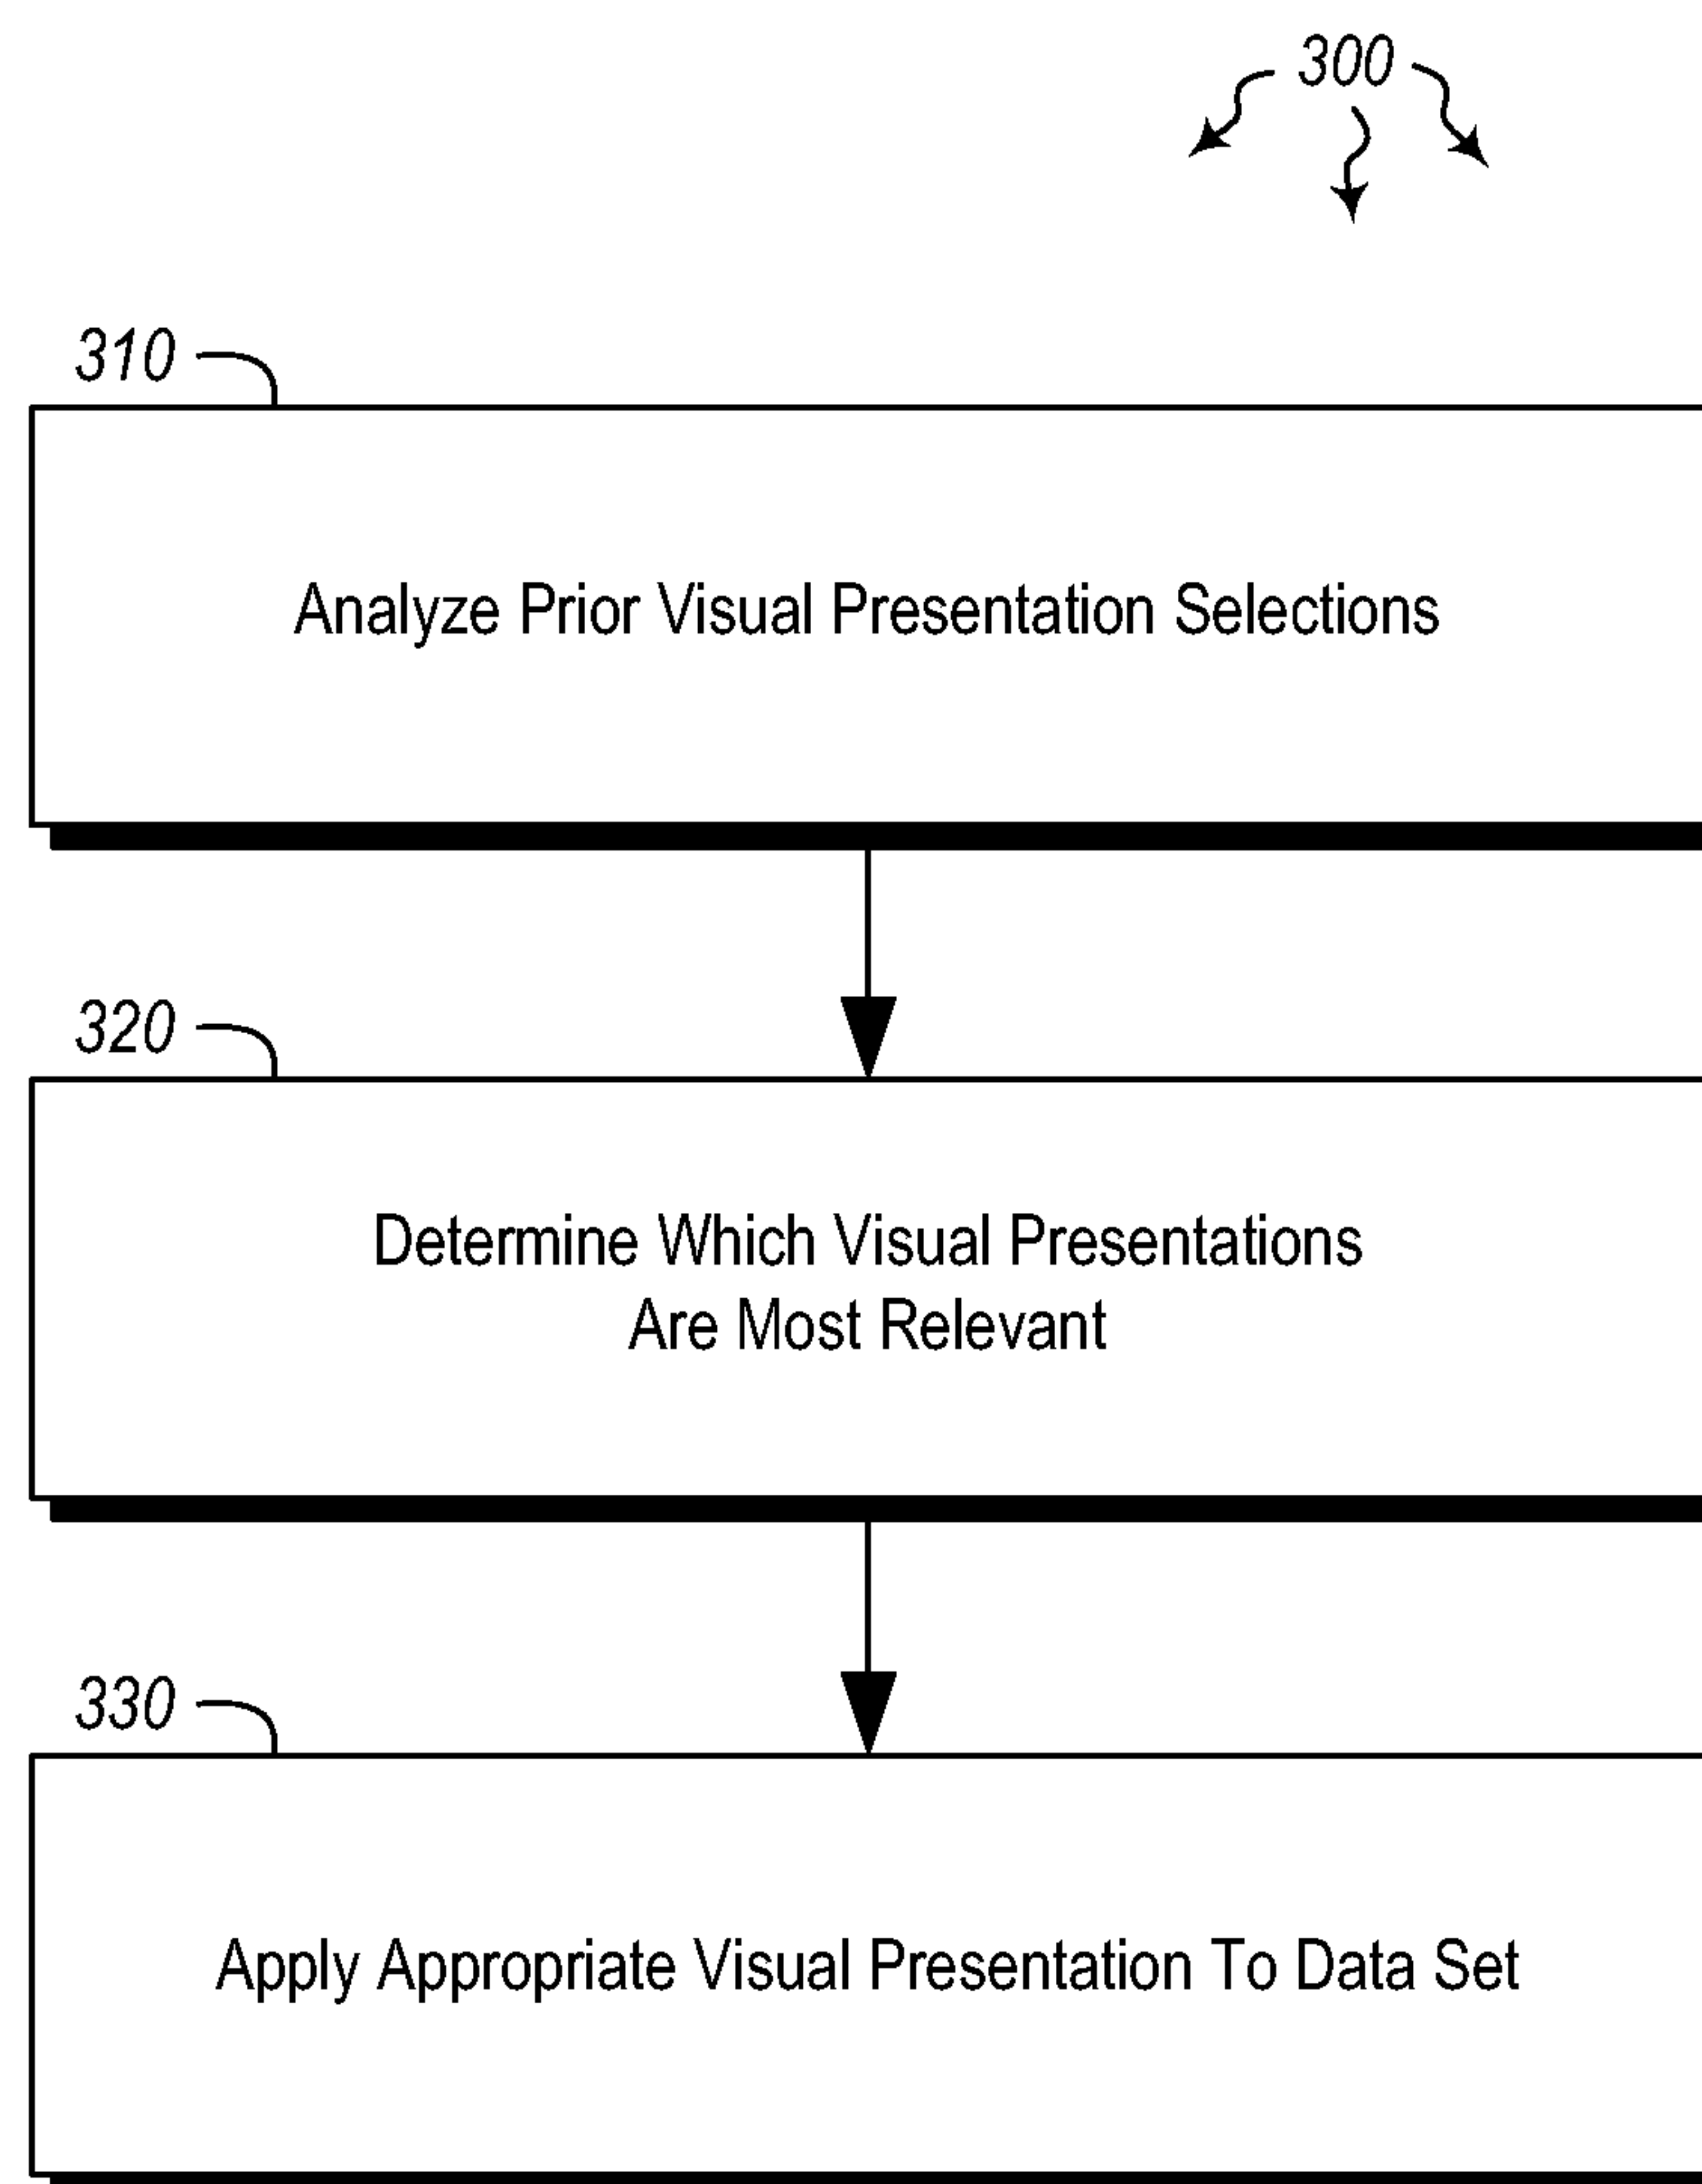 300
310
Analyze Prior Visual Presentation Selections
320
Determine Which Visual Presentations
Are Most Relevant
330
Apply Appropriate Visual Presentation To Data Set